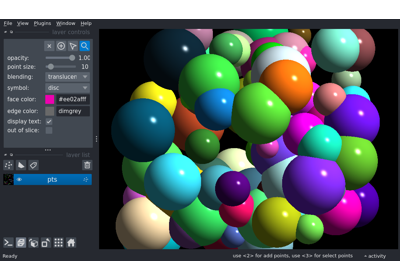 File View Plugins Window Help
layer controls
opacity: 1.00
point size: 10
blending: translucen
symbol: disc
face color: #ee02afff
edge color: dimgrey
display text:
out of slice:
layer list
pts
Ready
use <2> for add points, use <3> for select points
activity